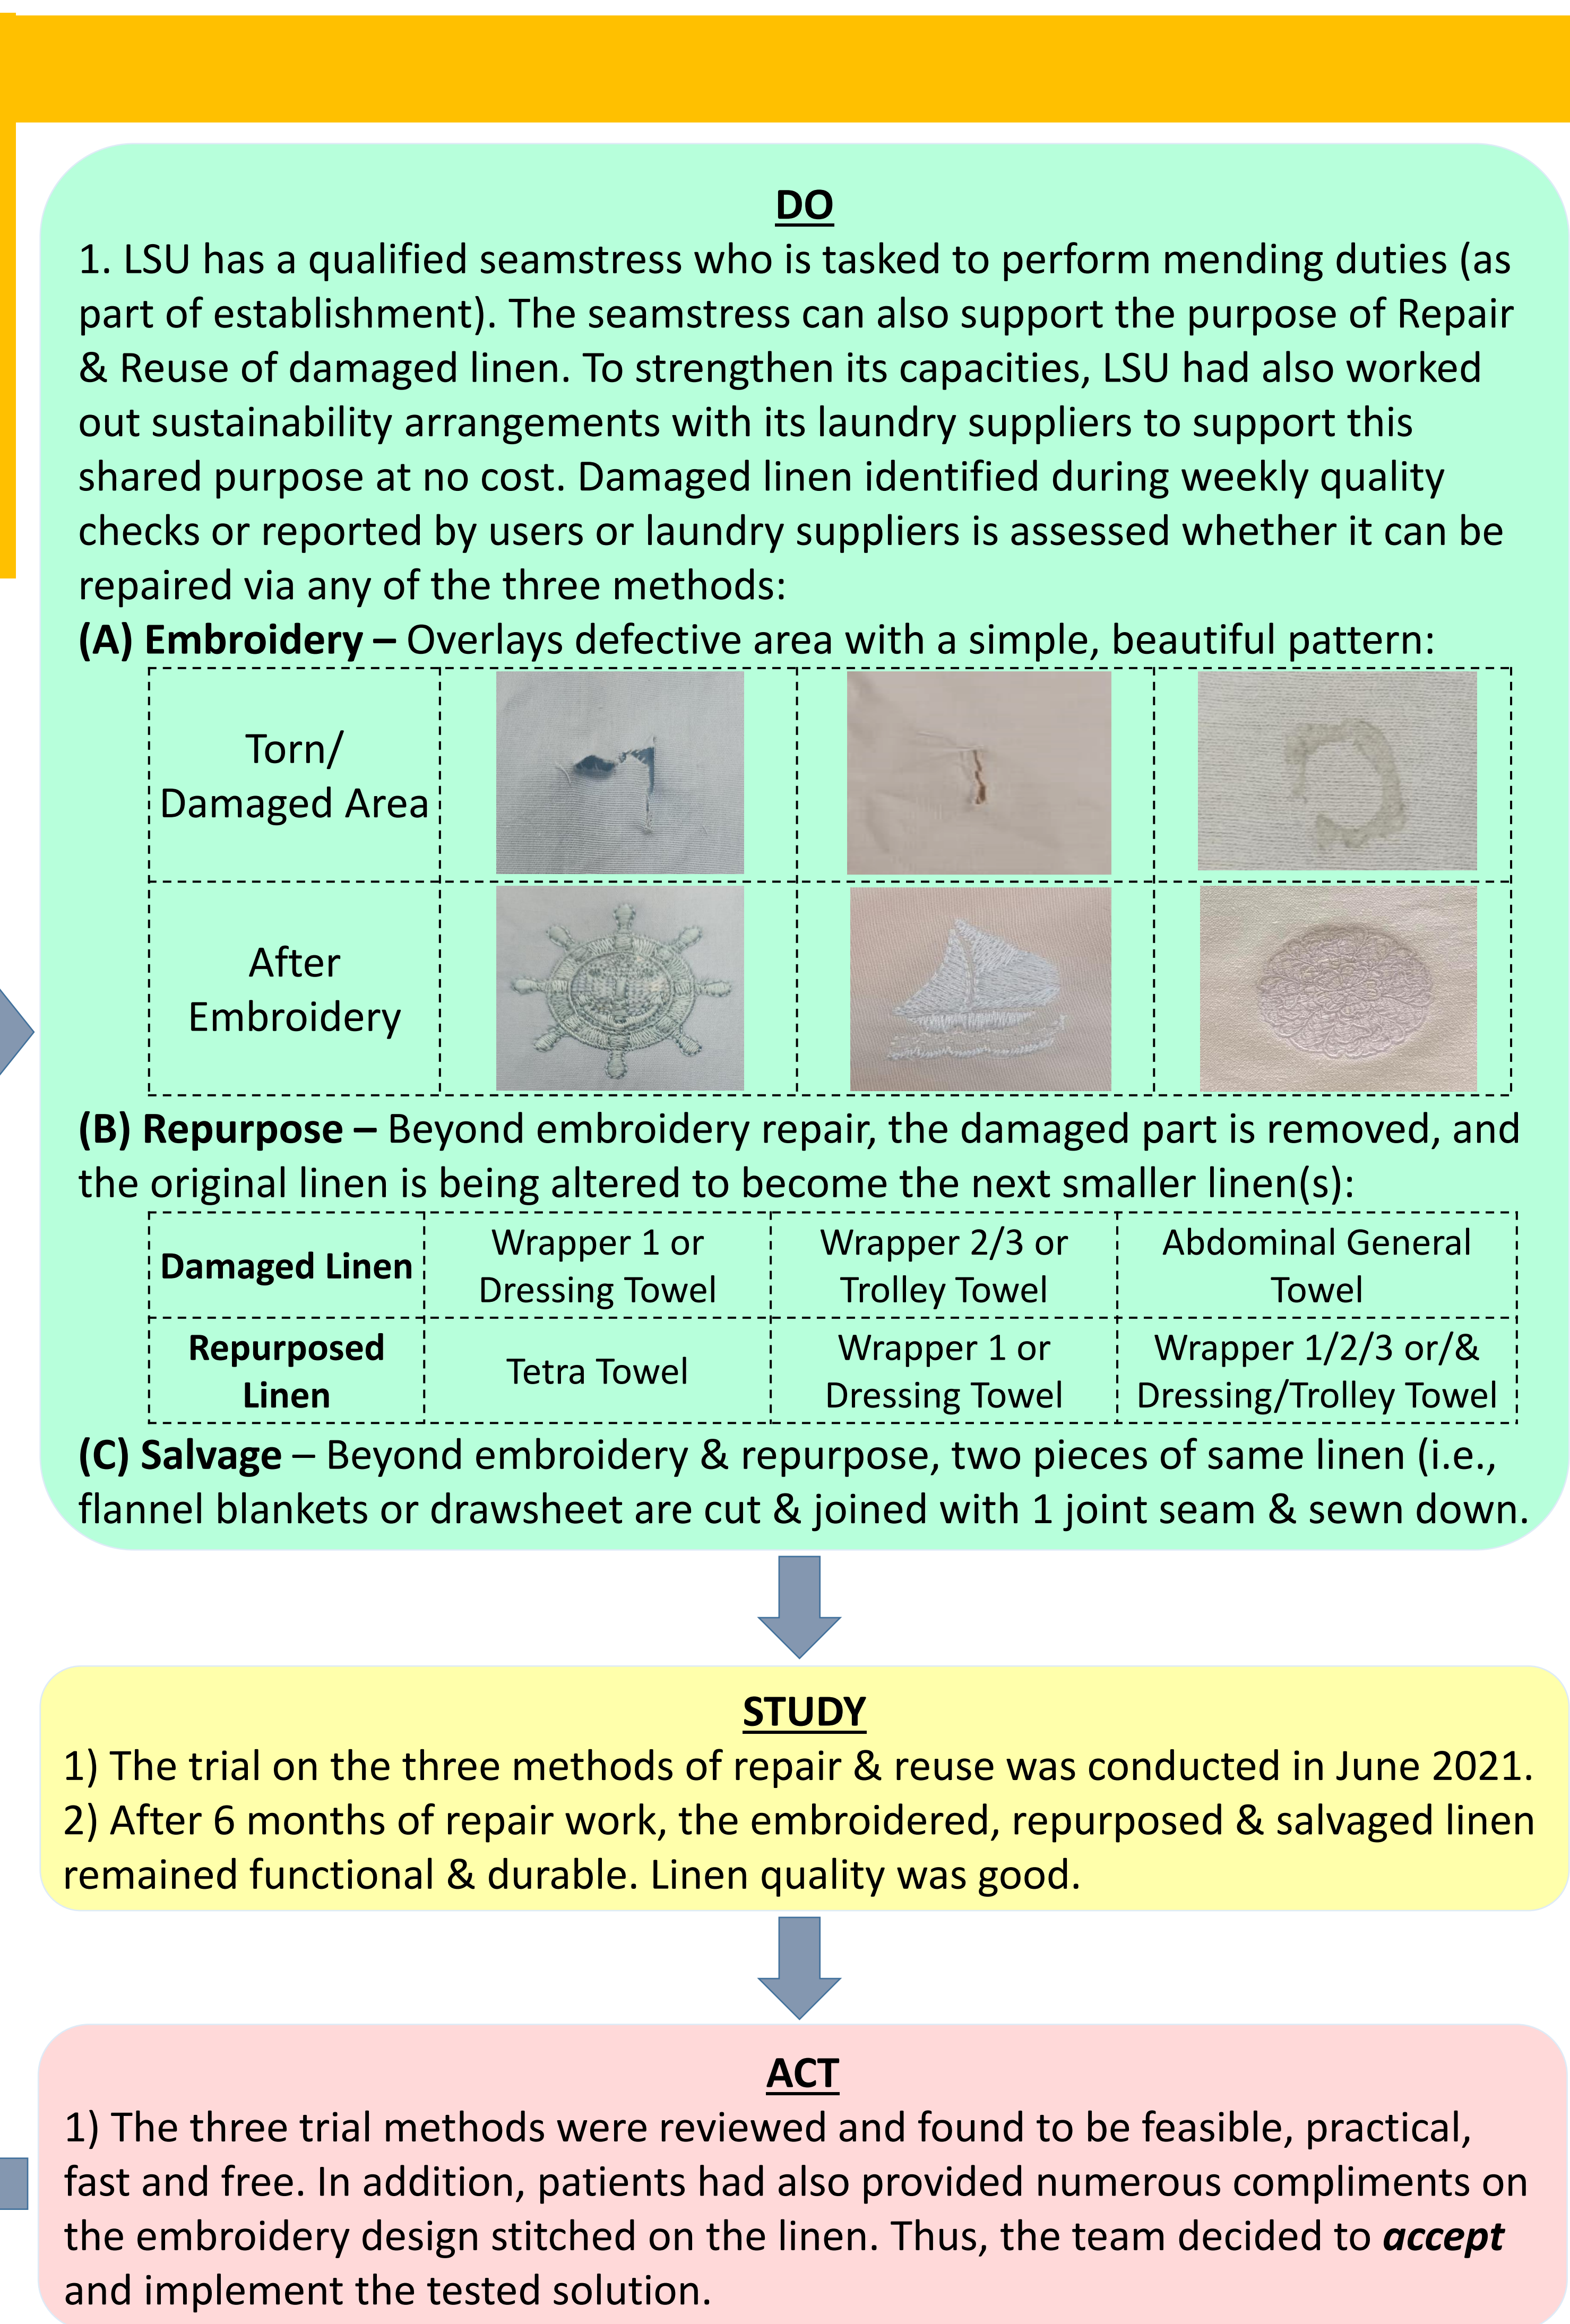 DO
1. LSU has a qualified seamstress who is tasked to perform mending duties (as
part of establishment). The seamstress can also support the purpose of Repair
& Reuse of damaged linen. To strengthen its capacities, LSU had also worked
out sustainability arrangements with its laundry suppliers to support this
shared purpose at no cost. Damaged linen identified during weekly quality
checks or reported by users or laundry suppliers is assessed whether it can be
repaired via any of the three methods:
(A) Embroidery – Overlays defective area with a simple, beautiful pattern:
Torn/
Damaged Area
After
Embroidery
(B) Repurpose – Beyond embroidery repair, the damaged part is removed, and
the original linen is being altered to become the next smaller linen(s):
Damaged Linen
Wrapper 1 or
Dressing Towel
Wrapper 2/3 or
Trolley Towel
Abdominal General
Towel
Repurposed
Linen
Tetra Towel
Wrapper 1 or
Dressing Towel
Wrapper 1/2/3 or/&
Dressing/Trolley Towel
(C) Salvage – Beyond embroidery & repurpose, two pieces of same linen (i.e.,
flannel blankets or drawsheet are cut & joined with 1 joint seam & sewn down.
STUDY
1) The trial on the three methods of repair & reuse was conducted in June 2021.
2) After 6 months of repair work, the embroidered, repurposed & salvaged linen
remained functional & durable. Linen quality was good.
ACT
1) The three trial methods were reviewed and found to be feasible, practical,
fast and free. In addition, patients had also provided numerous compliments on
the embroidery design stitched on the linen. Thus, the team decided to accept
and implement the tested solution.